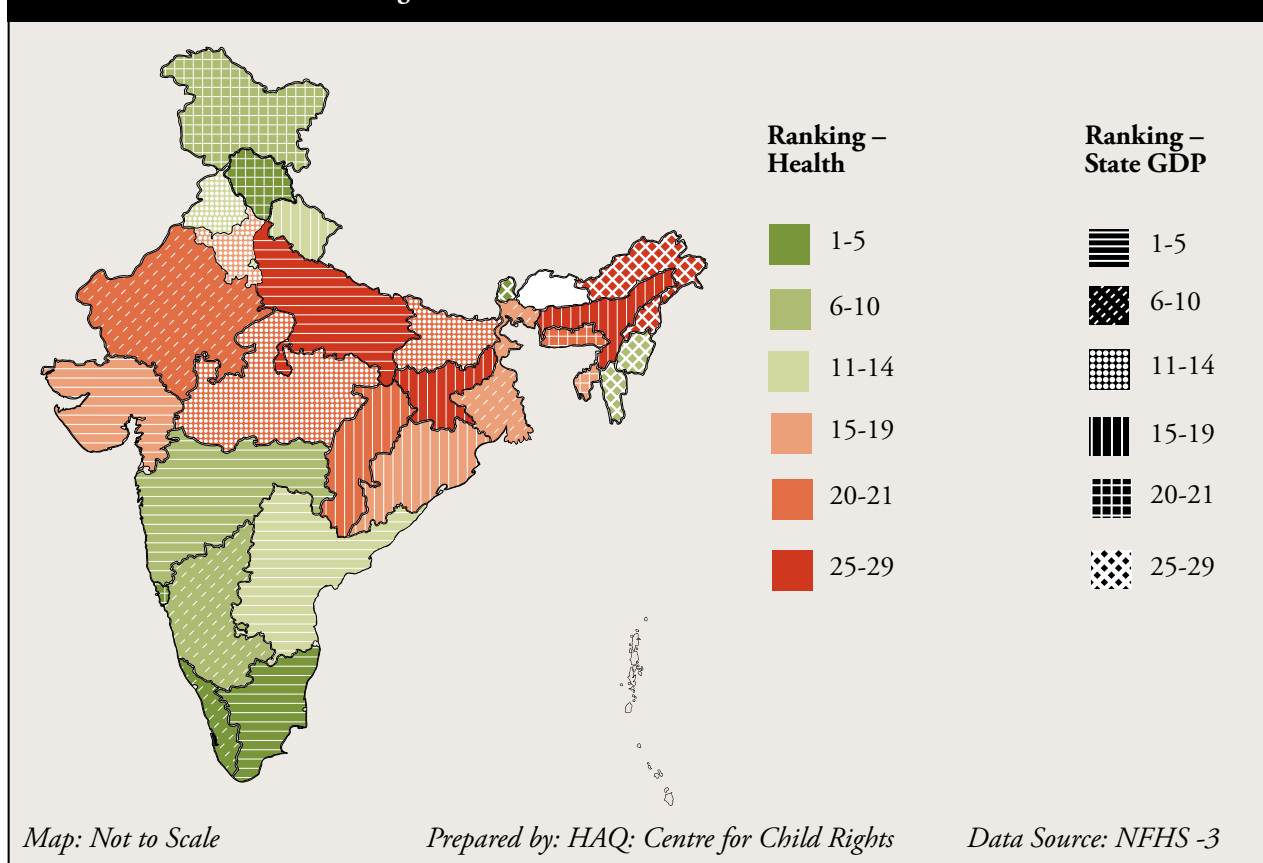 Ranking –
Health
1-5
6-10
11-14
15-19
20-21
25-29
Ranking –
State GDP
1-5
6-10
11-14
15-19
20-21
25-29
Map: Not to Scale
Prepared by: HAQ: Centre for Child Rights
Data Source: NFHS -3